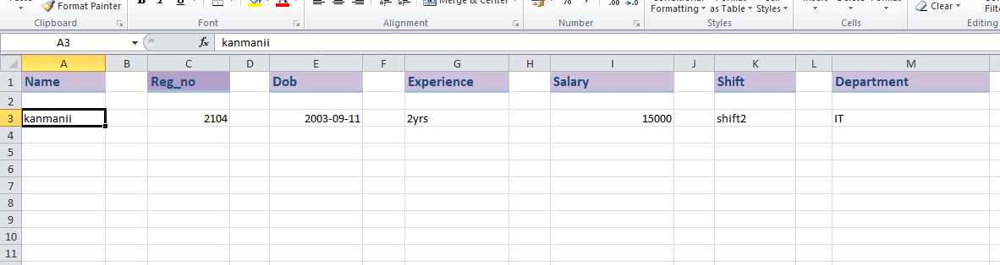 Format Painter Merge & Center Formatting as Table Styles Clear
Font Alignment Number Styles Cells Editing
A3 fx kanmanii
A B C D E F G H I J K L M
1 Name Reg_no Dob Experience Salary Shift Department
2
3 kanmanii 2104 2003-09-11 2yrs 15000 shift2 IT
4
5
6
7
8
9
10
11